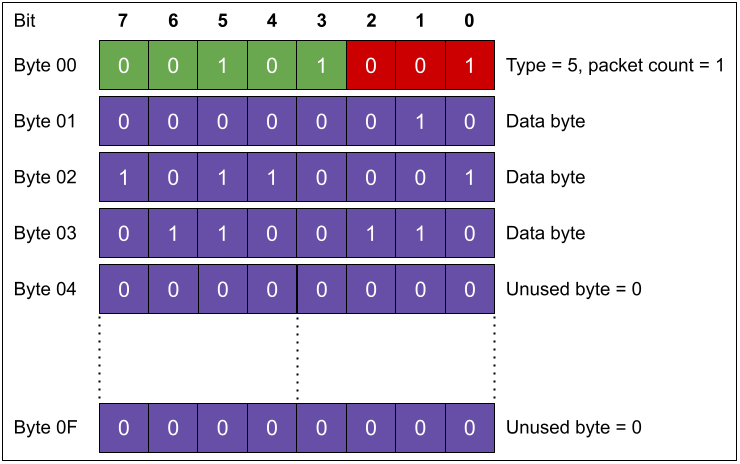 Bit 7 6 5 4 3 2 1 0
Byte 00 0 0 1 0 1 0 0 1 Type = 5, packet count = 1
Byte 01 0 0 0 0 0 0 1 0 Data byte
Byte 02 1 0 1 1 0 0 0 1 Data byte
Byte 03 0 1 1 0 0 1 1 0 Data byte
Byte 04 0 0 0 0 0 0 0 0 Unused byte = 0
Byte 0F 0 0 0 0 0 0 0 0 Unused byte = 0